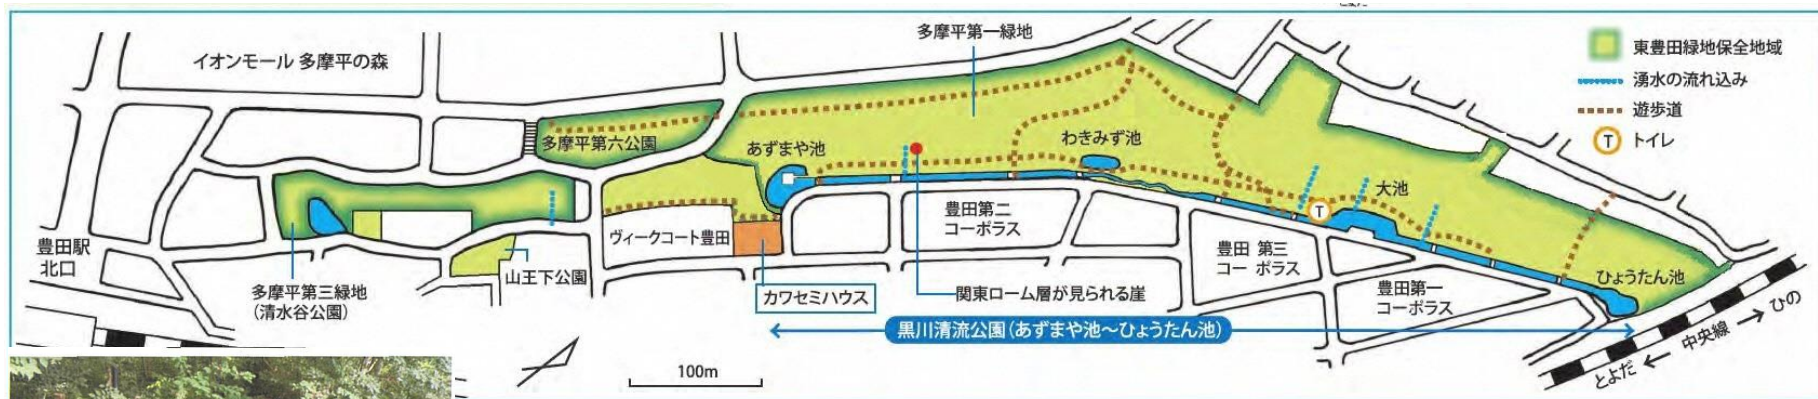 イオンモール 多摩平の森
多摩平第一緑地
東豊田緑地保全地域
湧水の流れ込み
遊歩道
T トイレ
多摩平第六公園
あずまや池
わきみず池
大池
T
豊田駅
北口
ヴィークコート豊田
豊田第二
コーポラス
豊田 第三
コー ポラス
ひょうたん池
山王下公園
多摩平第三緑地
(清水谷公園)
カワセミハウス
関東ローム層が見られる崖
豊田第一
コーポラス
黒川清流公園(あずまや池～ひょうたん池)
100m
とよだ ← 中央線 → ひの